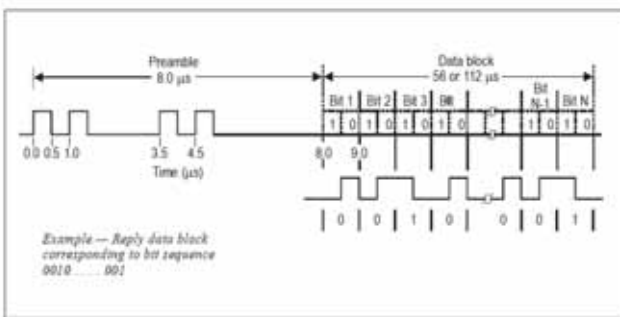 Preamble
8.0 μs
Data block
56 or 112 μs
Bit 1 Bit 2 Bit 3 Bit Bit N-1 Bit N
1 0 1 0 1 0 1 0 1 0 1 0
0.0 0.5 1.0 3.5 4.5 8.0 9.0
Time (μs)
0 0 1 0 0 0 1
Example — Reply data block
corresponding to bit sequence
0010 ..... 001